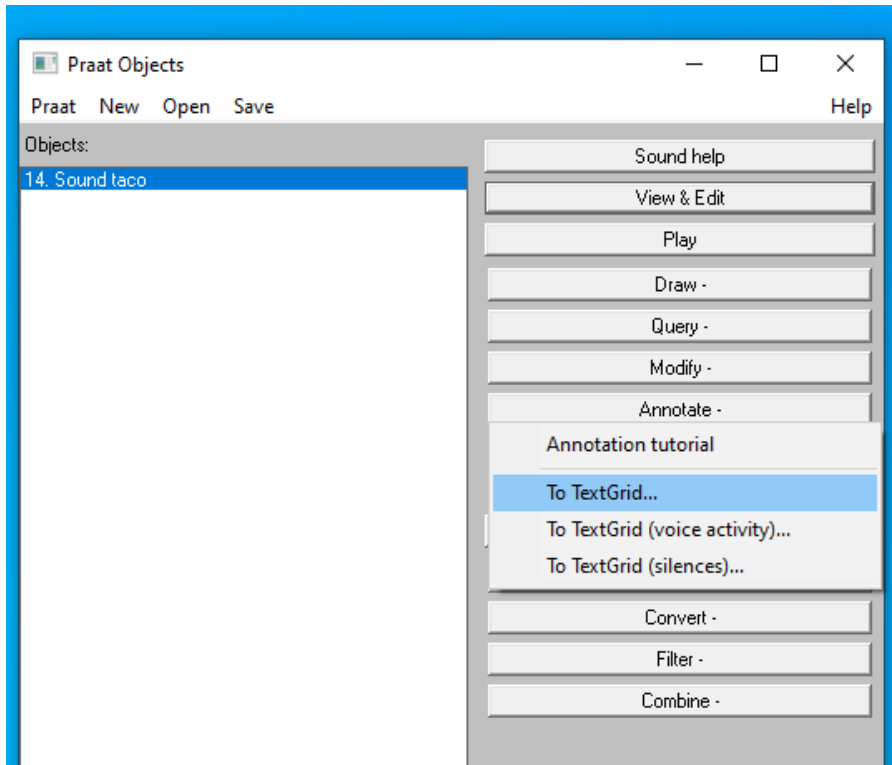 Praat Objects
Praat New Open Save Help
Objects:
14. Sound taco
Sound help
View & Edit
Play
Draw -
Query -
Modify -
Annotate -
Annotation tutorial
To TextGrid...
To TextGrid (voice activity)...
To TextGrid (silences)...
Convert -
Filter -
Combine -